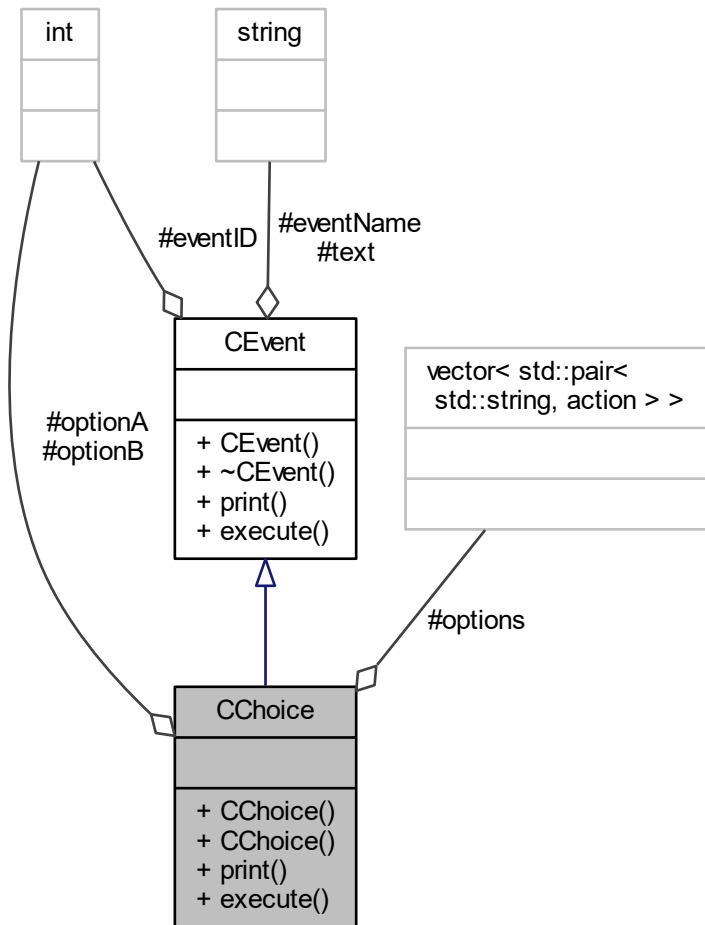 int
string
#eventID
#eventName
#text
CEvent
+ CEvent()
+ ~CEvent()
+ print()
+ execute()
vector< std::pair<
std::string, action > >
#optionA
#optionB
#options
CChoice
+ CChoice()
+ CChoice()
+ print()
+ execute()